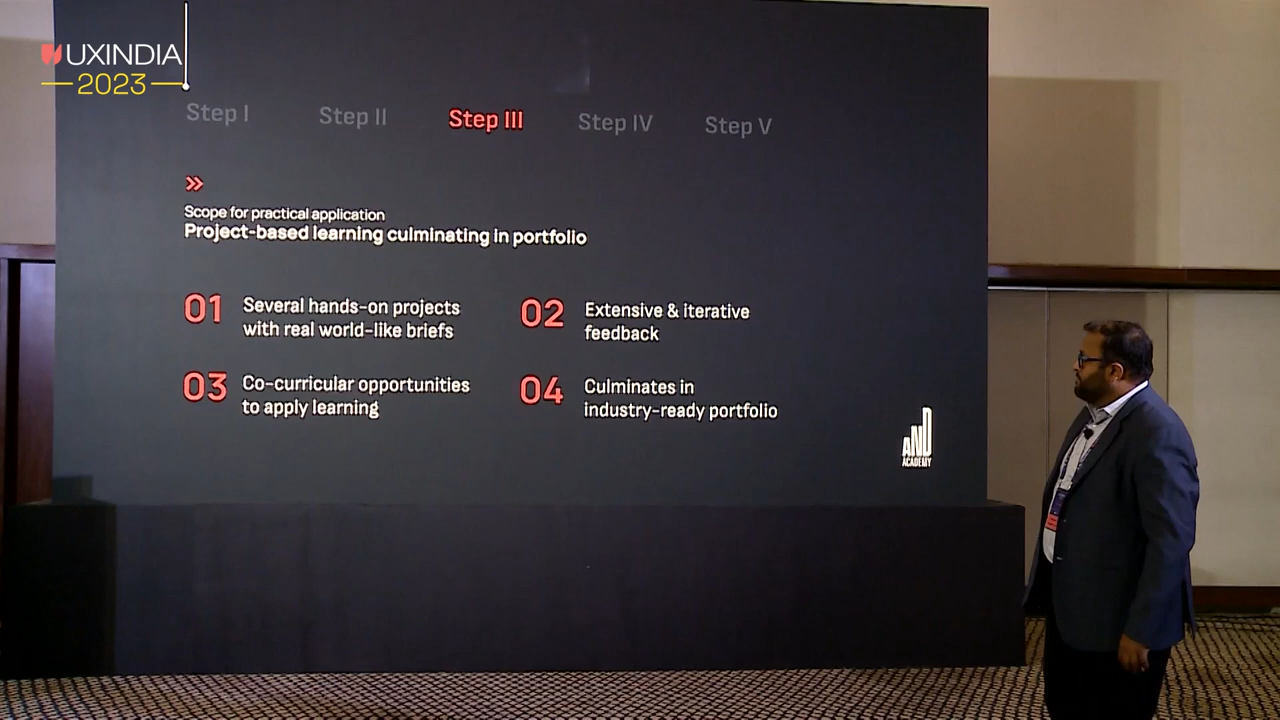 UXINDIA
2023
Step I
Step II
Step III
Step IV
Step V
Scope for practical application
Project-based learning culminating in portfolio
01
Several hands-on projects
with real world-like briefs
02
Extensive & iterative
feedback
03
Co-curricular opportunities
to apply learning
04
Culminates in
industry-ready portfolio
AND
ACADEMY